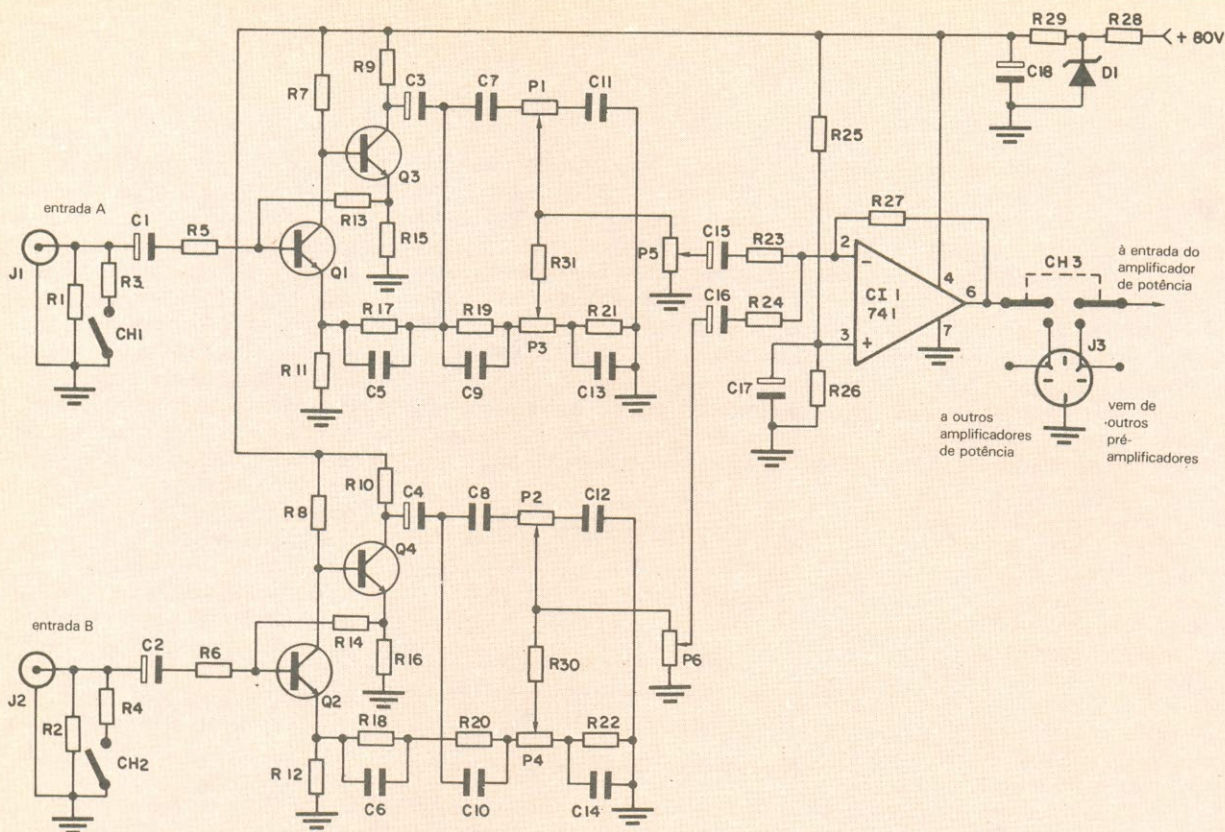 R29
R28
+ 80V
C18
D1
R9
C3
C7
P1
C11
R7
Q3
R25
entrada A
C1
R5
R13
R15
R27
J1
R1
R3
CH1
Q1
R31
P5
C15
R23
2
4
CI 1
741
6
CH3
à entrada do
amplificador
de potência
C16
R24
3
7
R17
R19
P3
R21
J3
R11
C5
C9
C13
C17
R26
a outros
amplificadores
de potência
vem de
outros
pré-
amplificadores
R10
C4
C8
P2
C12
R8
Q4
entrada B
C2
R6
R14
R16
R30
P6
J2
R2
R4
CH2
Q2
R18
R20
P4
R22
R12
C6
C10
C14